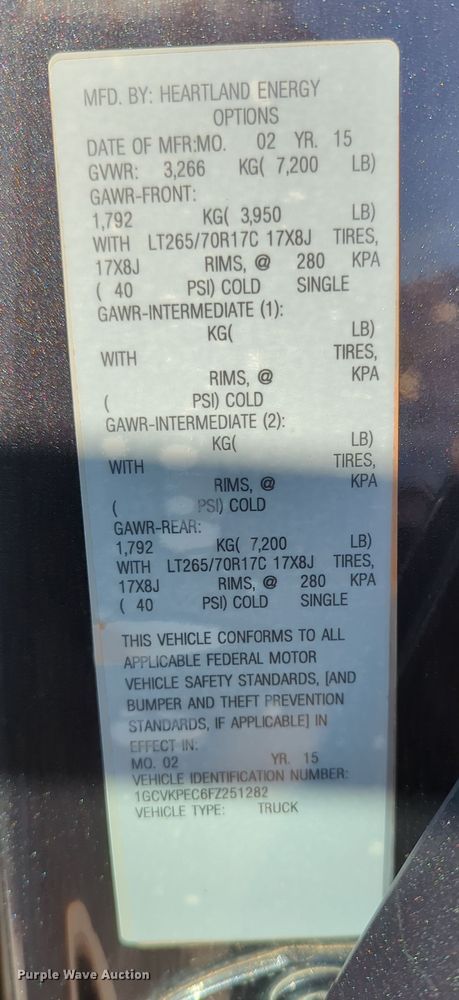 MFD. BY: HEARTLAND ENERGY
OPTIONS
DATE OF MFR:MO. 02 YR. 15
GVWR: 3,266 KG( 7,200 LB)
GAWR-FRONT:
1,792 KG( 3,950 LB)
WITH LT265/70R17C 17X8J TIRES,
17X8J RIMS, @ 280 KPA
( 40 PSI) COLD SINGLE
GAWR-INTERMEDIATE (1):
KG( LB)
WITH TIRES,
RIMS, @ KPA
( PSI) COLD
GAWR-INTERMEDIATE (2):
KG( LB)
WITH TIRES,
RIMS, @ KPA
( PSI) COLD
GAWR-REAR:
1,792 KG( 7,200 LB)
WITH LT265/70R17C 17X8J TIRES,
17X8J RIMS, @ 280 KPA
( 40 PSI) COLD SINGLE
THIS VEHICLE CONFORMS TO ALL
APPLICABLE FEDERAL MOTOR
VEHICLE SAFETY STANDARDS, [AND
BUMPER AND THEFT PREVENTION
STANDARDS, IF APPLICABLE] IN
EFFECT IN:
MO. 02 YR. 15
VEHICLE IDENTIFICATION NUMBER:
1GCVKPEC6FZ251282
VEHICLE TYPE: TRUCK
Purple Wave Auction